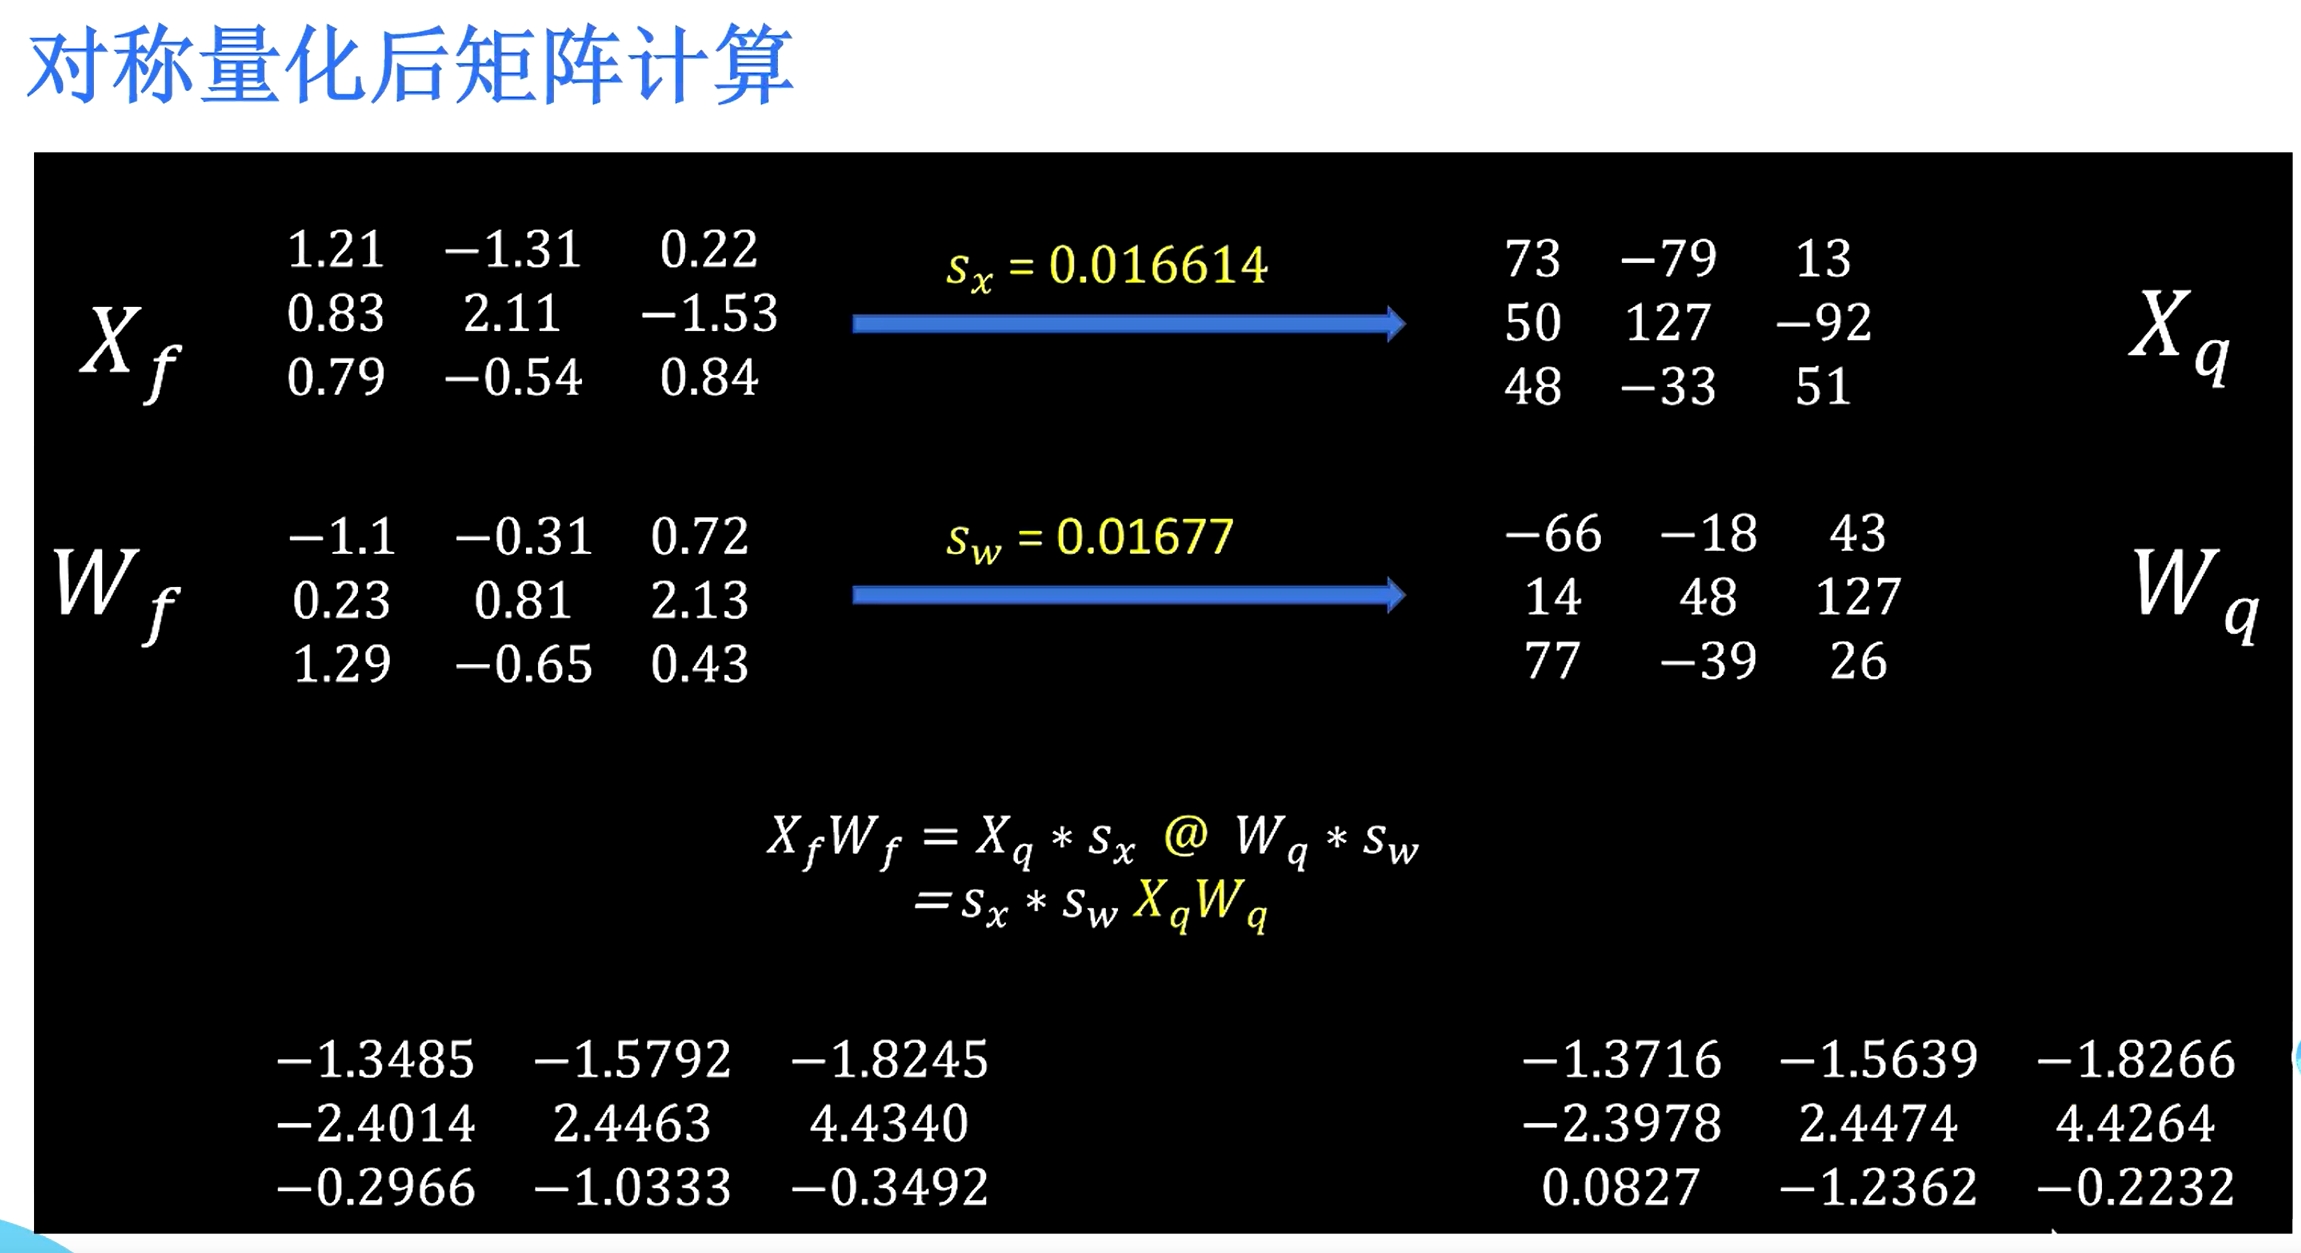 对称量化后矩阵计算
X_f
1.21 −1.31 0.22
0.83 2.11 −1.53
0.79 −0.54 0.84
s_x = 0.016614
73 −79 13
50 127 −92
48 −33 51
X_q
W_f
−1.1 −0.31 0.72
0.23 0.81 2.13
1.29 −0.65 0.43
s_w = 0.01677
−66 −18 43
14 48 127
77 −39 26
W_q
X_f W_f = X_q * s_x @ W_q * s_w
= s_x * s_w X_q W_q
−1.3485 −1.5792 −1.8245
−2.4014 2.4463 4.4340
−0.2966 −1.0333 −0.3492
−1.3716 −1.5639 −1.8266
−2.3978 2.4474 4.4264
0.0827 −1.2362 −0.2232